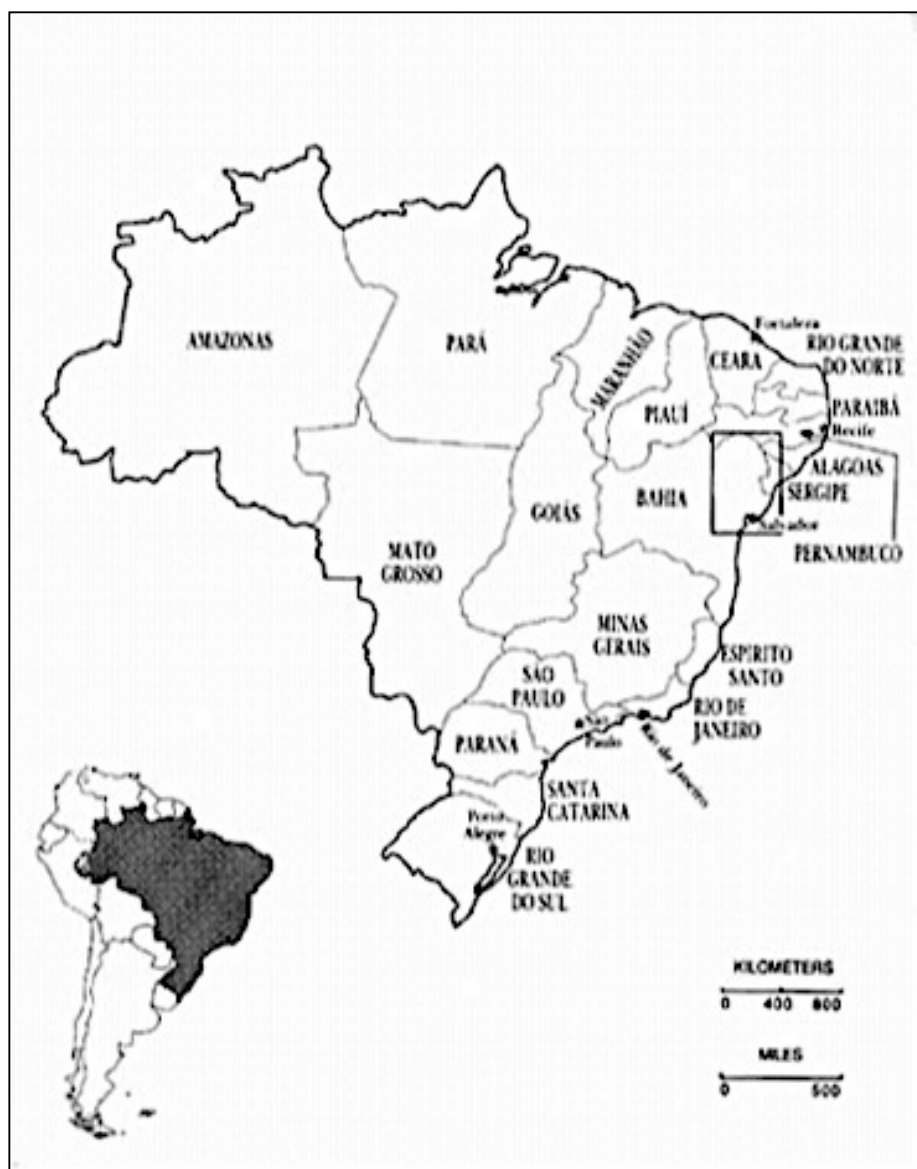 AMAZONAS
PARÁ
MARANHÃO
PIAUÍ
CEARA
Fortaleza
RIO GRANDE
DO NORTE
PARAIBÁ
Recife
ALAGOAS
SERGIPE
PERNAMBUCO
BAHIA
Salvador
GOIÁS
MATO
GROSSO
MINAS
GERAIS
ESPIRITO
SANTO
SÃO
PAULO
São
Paulo
RIO DE
JANEIRO
Rio de Janeiro
PARANÁ
SANTA
CATARINA
Porto
Alegre
RIO
GRANDE
DO SUL
KILOMETERS
0 400 800
MILES
0 500